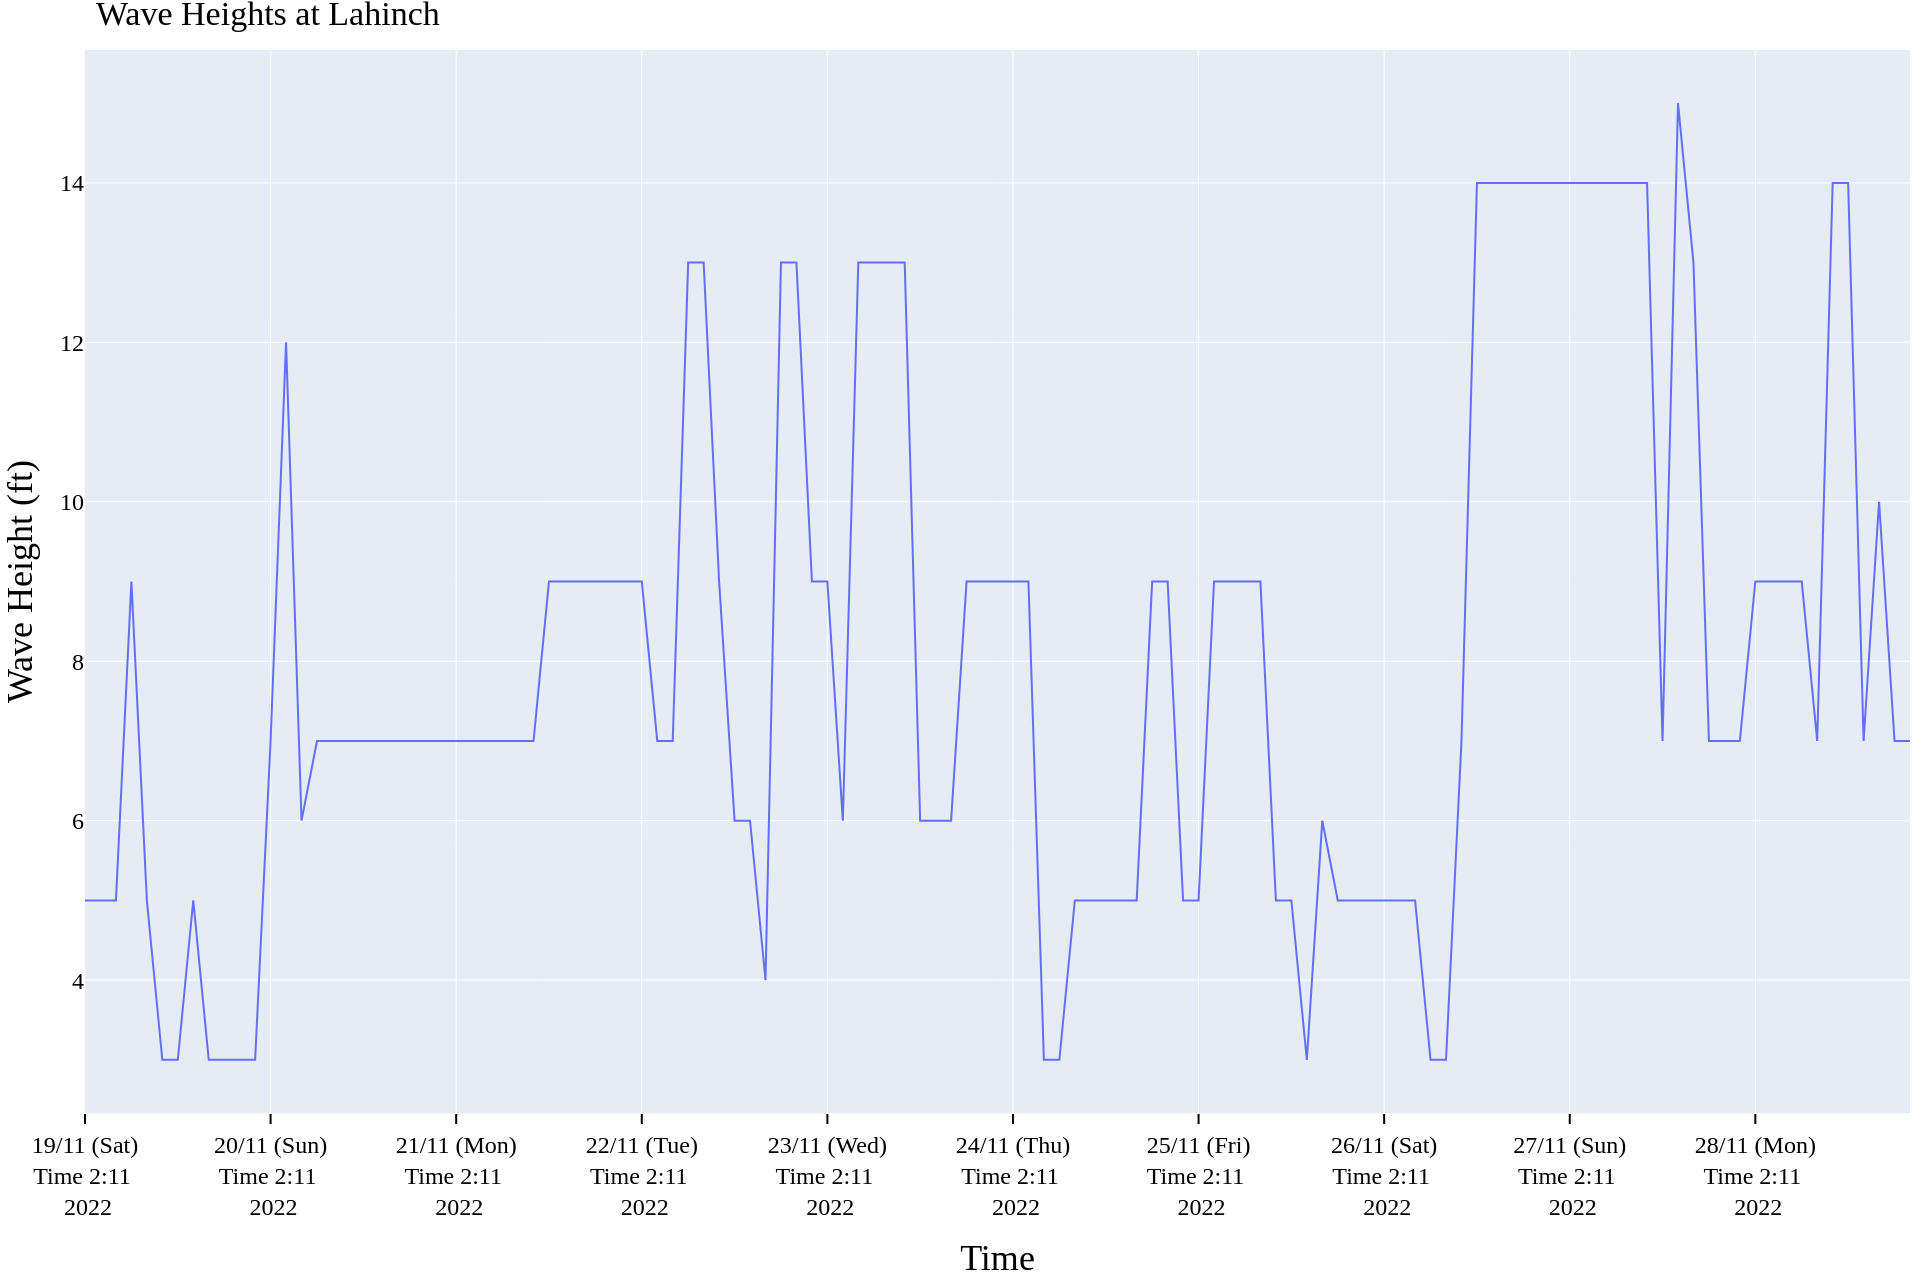 Wave Heights at Lahinch
Wave Height (ft)
14
12
10
8
6
4
19/11 (Sat) 20/11 (Sun) 21/11 (Mon) 22/11 (Tue) 23/11 (Wed) 24/11 (Thu) 25/11 (Fri) 26/11 (Sat) 27/11 (Sun) 28/11 (Mon)
Time 2:11 Time 2:11 Time 2:11 Time 2:11 Time 2:11 Time 2:11 Time 2:11 Time 2:11 Time 2:11 Time 2:11
2022 2022 2022 2022 2022 2022 2022 2022 2022 2022
Time